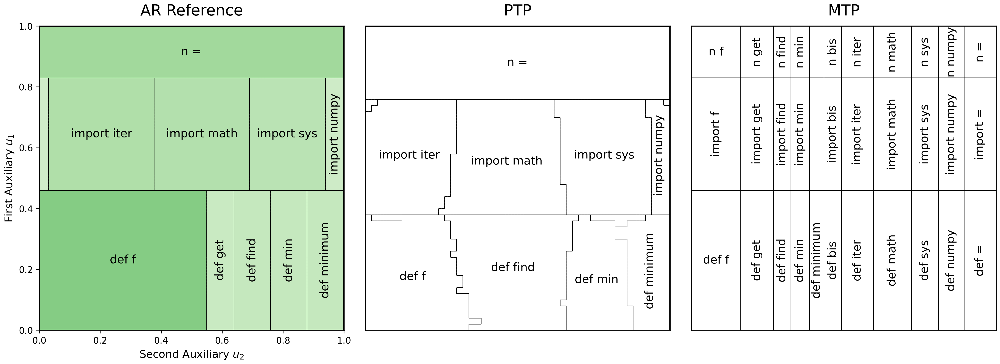 AR Reference
1.0
0.8
0.6
0.4
0.2
0.0
First Auxiliary u₁
n =
import iter
import math
import sys
import numpy
def f
def get
def find
def min
def minimum
0.0 0.2 0.4 0.6 0.8 1.0
Second Auxiliary u₂
PTP
n =
import iter
import math
import sys
import numpy
def f
def find
def min
def minimum
MTP
n f
n get
n find
n min
n bis
n iter
n math
n sys
n numpy
n =
import f
import get
import find
import min
import bis
import iter
import math
import sys
import numpy
import =
def f
def get
def find
def min
def minimum
def bis
def iter
def math
def sys
def numpy
def =